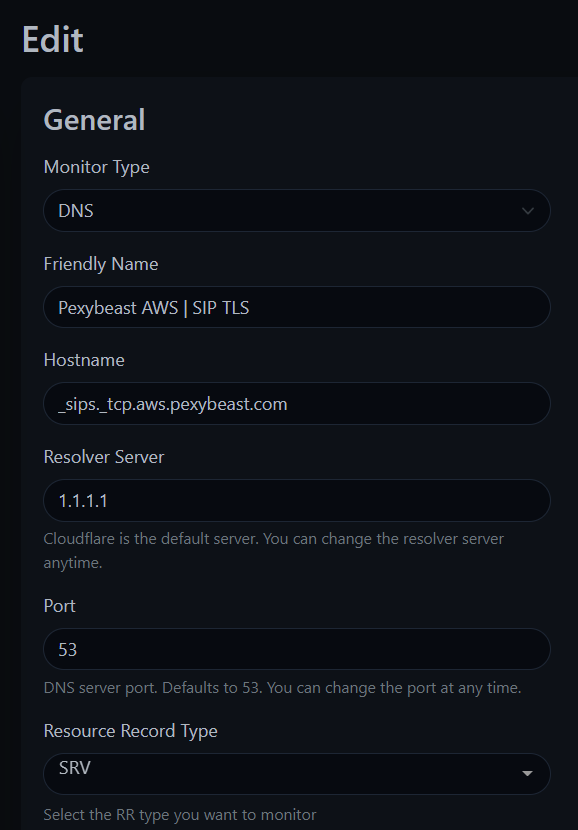 Edit
General
Monitor Type
DNS
Friendly Name
Pexybeast AWS | SIP TLS
Hostname
_sips._tcp.aws.pexybeast.com
Resolver Server
1.1.1.1
Cloudflare is the default server. You can change the resolver server
anytime.
Port
53
DNS server port. Defaults to 53. You can change the port at any time.
Resource Record Type
SRV
Select the RR type you want to monitor